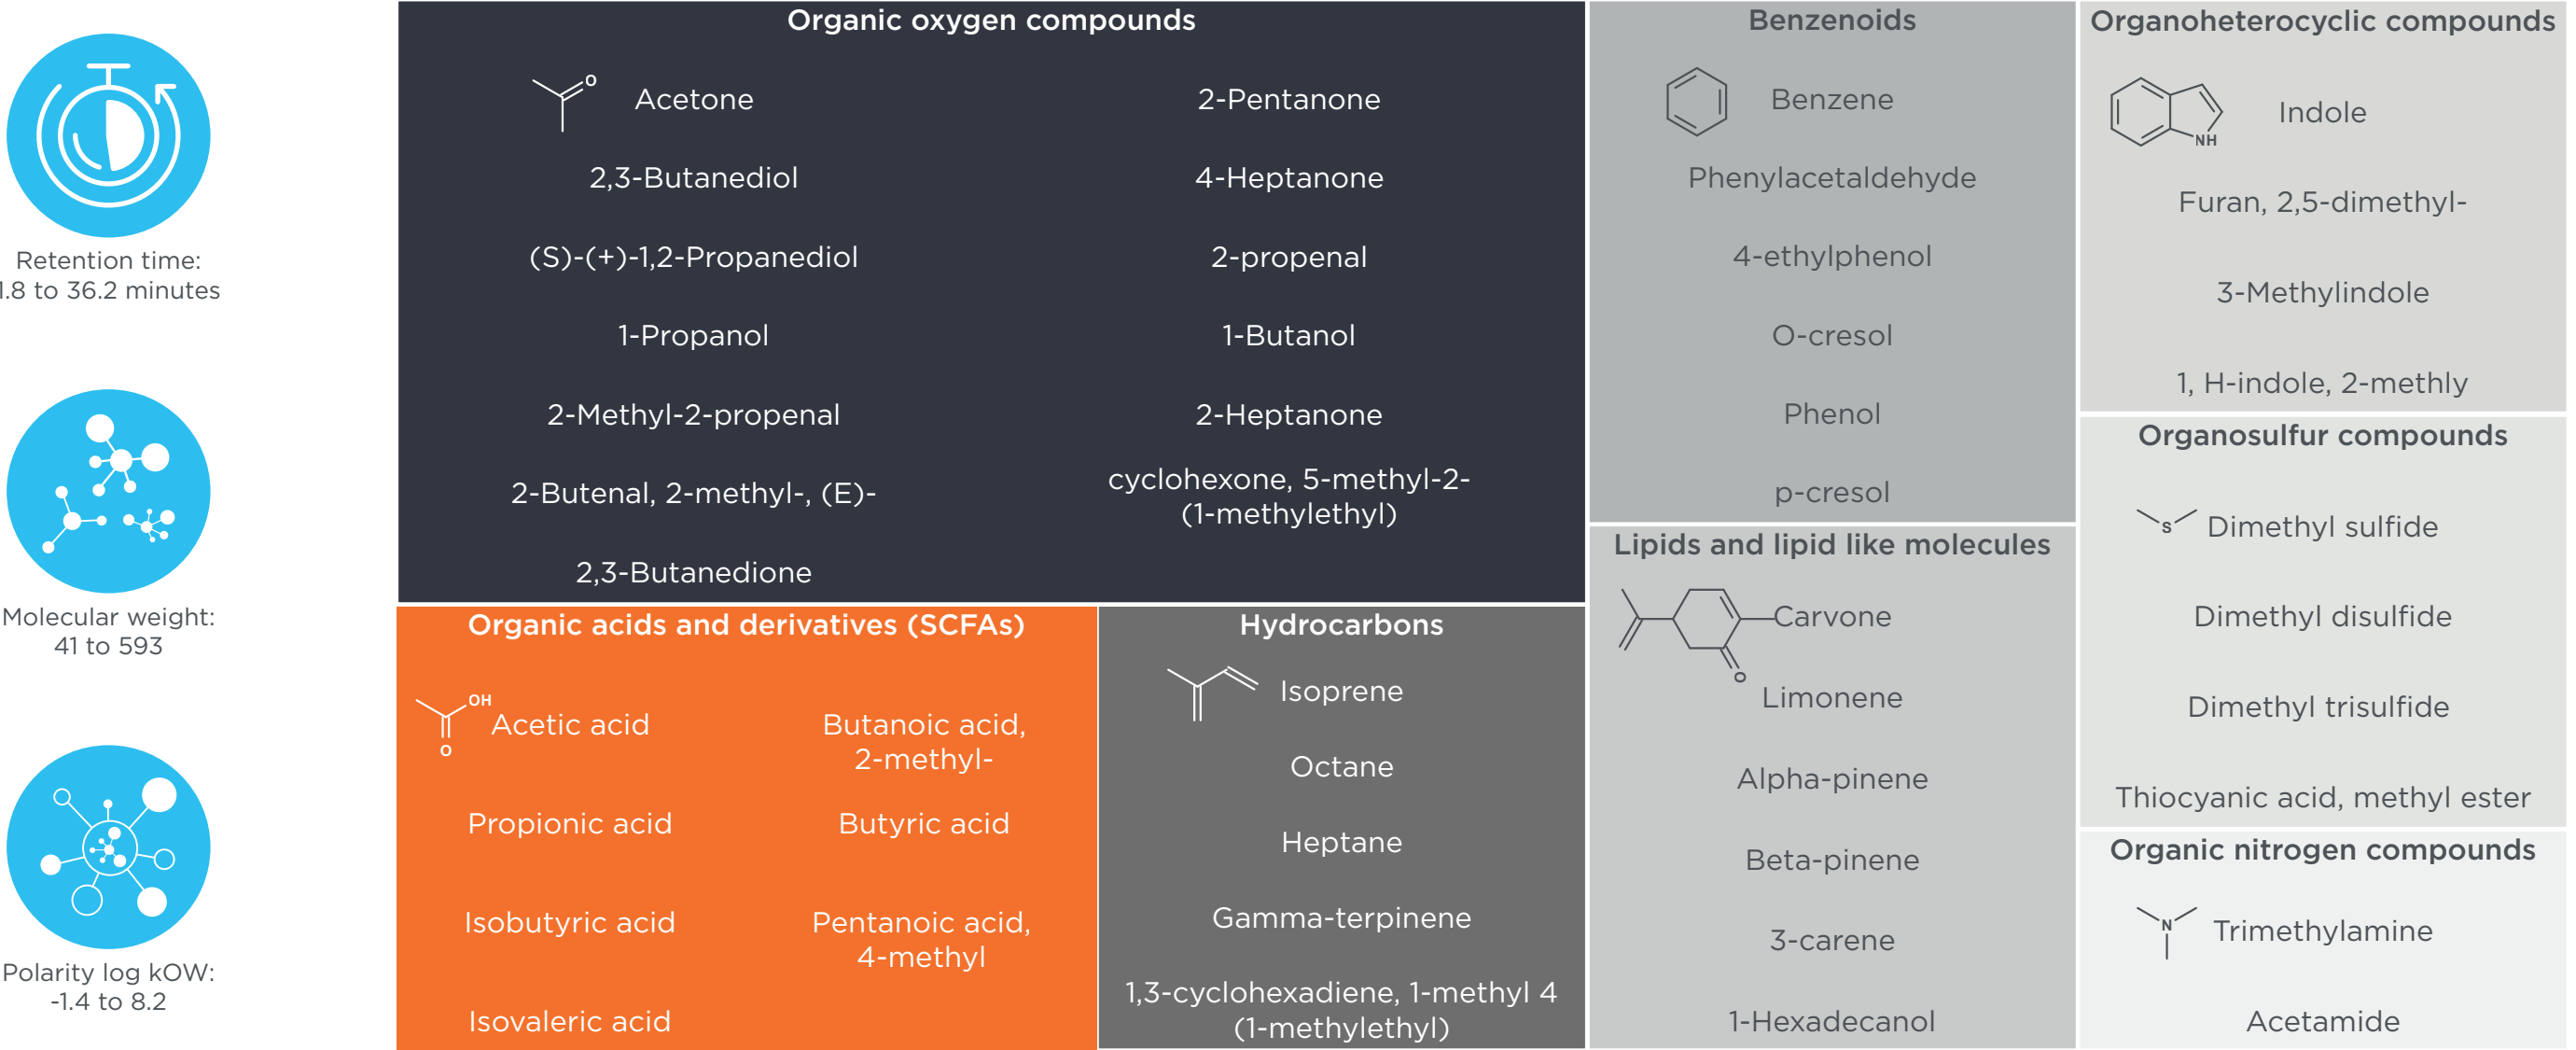 Retention time:
1.8 to 36.2 minutes
Molecular weight:
41 to 593
Polarity log kOW:
-1.4 to 8.2
Organic oxygen compounds
O
Acetone
2,3-Butanediol
(S)-(+)-1,2-Propanediol
1-Propanol
2-Methyl-2-propenal
2-Butenal, 2-methyl-, (E)-
2,3-Butanedione
2-Pentanone
4-Heptanone
2-propenal
1-Butanol
2-Heptanone
cyclohexone, 5-methyl-2-
(1-methylethyl)
Organic acids and derivatives (SCFAs)
OH
O
Acetic acid
Propionic acid
Isobutyric acid
Isovaleric acid
Butanoic acid,
2-methyl-
Butyric acid
Pentanoic acid,
4-methyl
Hydrocarbons
Isoprene
Octane
Heptane
Gamma-terpinene
1,3-cyclohexadiene, 1-methyl 4
(1-methylethyl)
Benzenoids
Benzene
Phenylacetaldehyde
4-ethylphenol
O-cresol
Phenol
p-cresol
Lipids and lipid like molecules
Carvone
O
Limonene
Alpha-pinene
Beta-pinene
3-carene
1-Hexadecanol
Organoheterocyclic compounds
NH
Indole
Furan, 2,5-dimethyl-
3-Methylindole
1, H-indole, 2-methly
Organosulfur compounds
S
Dimethyl sulfide
Dimethyl disulfide
Dimethyl trisulfide
Thiocyanic acid, methyl ester
Organic nitrogen compounds
N
Trimethylamine
Acetamide